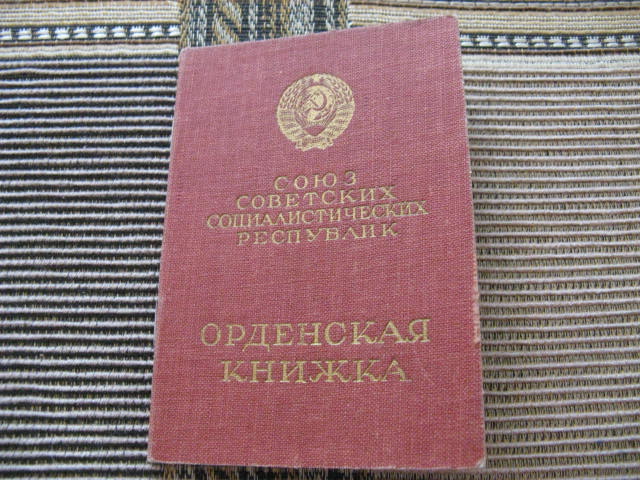 СОЮЗ
СОВЕТСКИХ
СОЦИАЛИСТИЧЕСКИХ
РЕСПУБЛИК
ОРДЕНСКАЯ
КНИЖКА